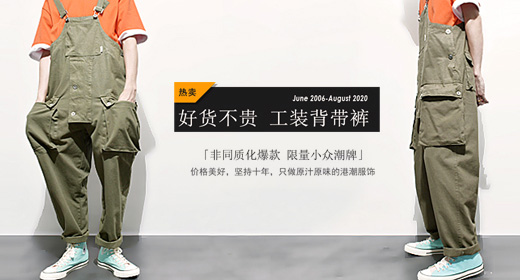 热卖
June 2006-August 2020
好货不贵 工装背带裤
「非同质化爆款 限量小众潮牌」
价格美好，坚持十年，只做原汁原味的港潮服饰